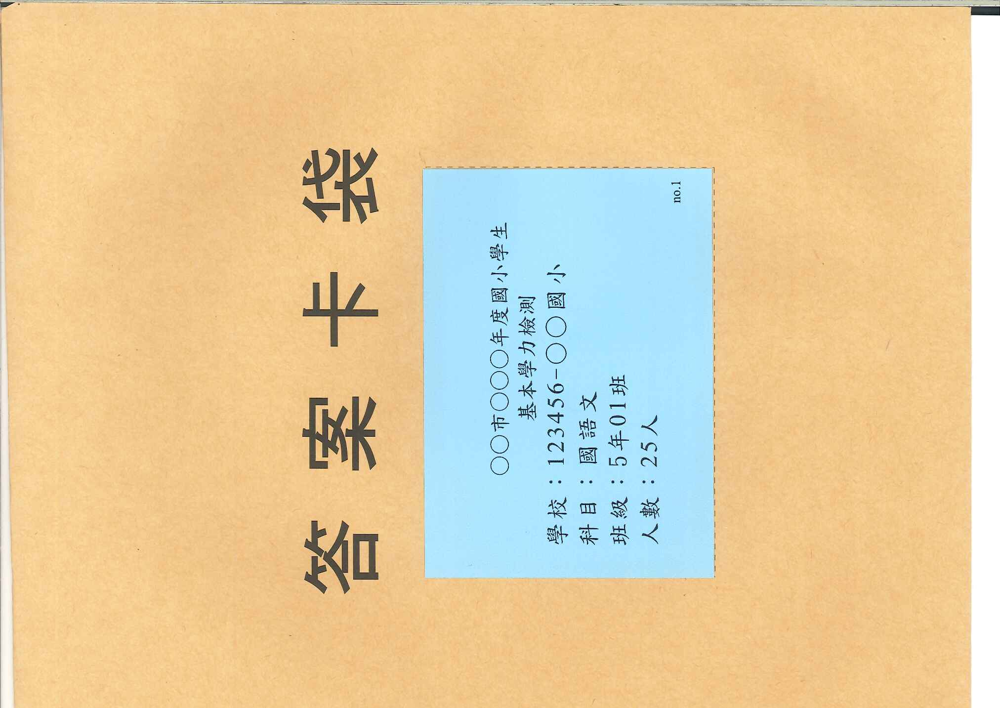 答案卡袋
○○市○○○年度國小學生
基本學力檢測
學校：123456-○○國小
科目：國語文
班級：5年01班
人數：25人
no.1